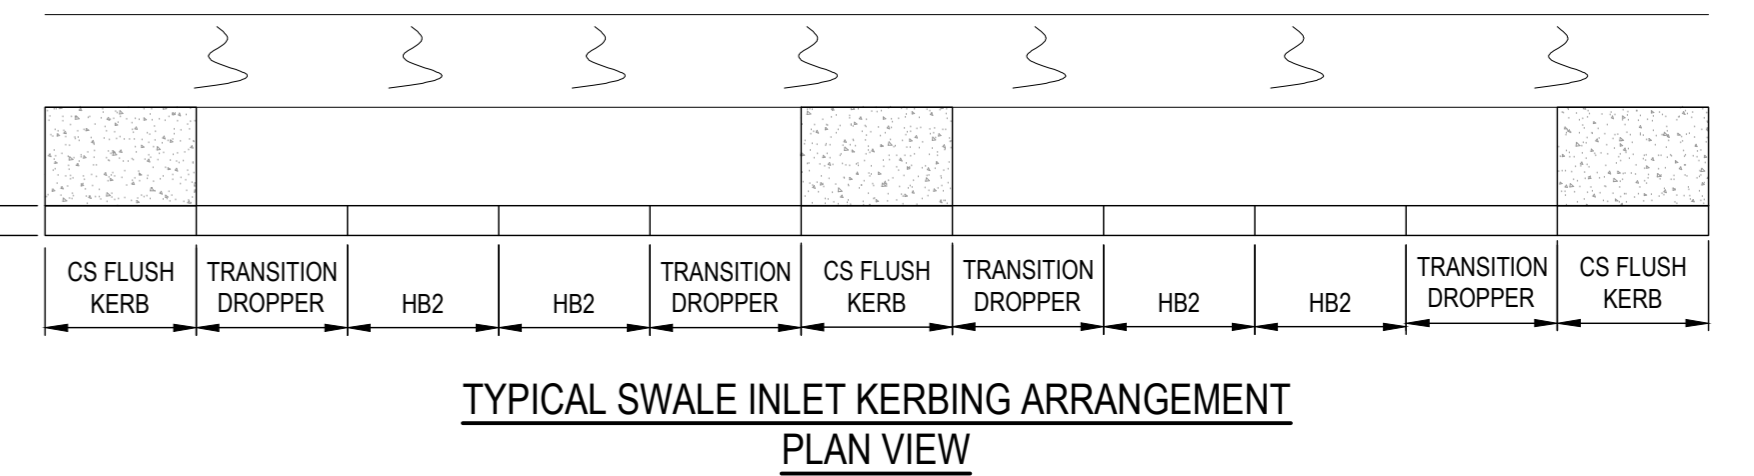 CS FLUSH
KERB
TRANSITION
DROPPER
HB2
HB2
TRANSITION
DROPPER
CS FLUSH
KERB
TRANSITION
DROPPER
HB2
HB2
TRANSITION
DROPPER
CS FLUSH
KERB
TYPICAL SWALE INLET KERBING ARRANGEMENT
PLAN VIEW